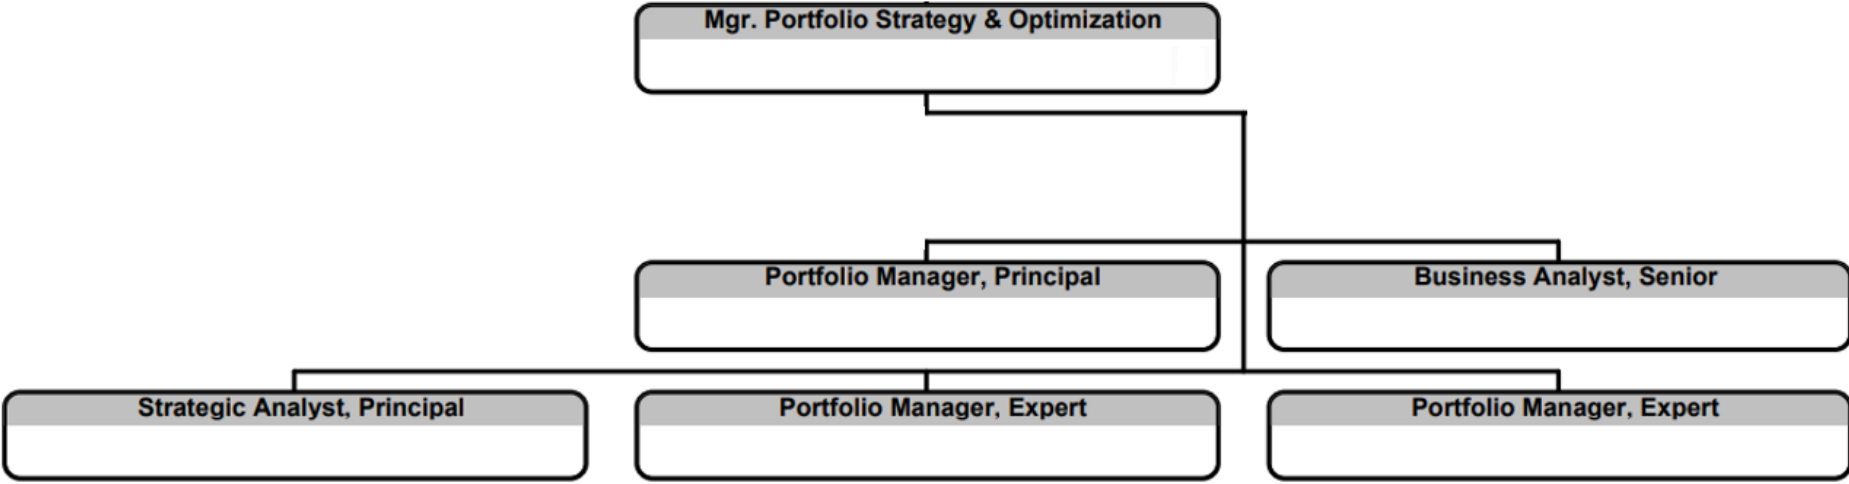 Mgr. Portfolio Strategy & Optimization
Portfolio Manager, Principal
Business Analyst, Senior
Strategic Analyst, Principal
Portfolio Manager, Expert
Portfolio Manager, Expert